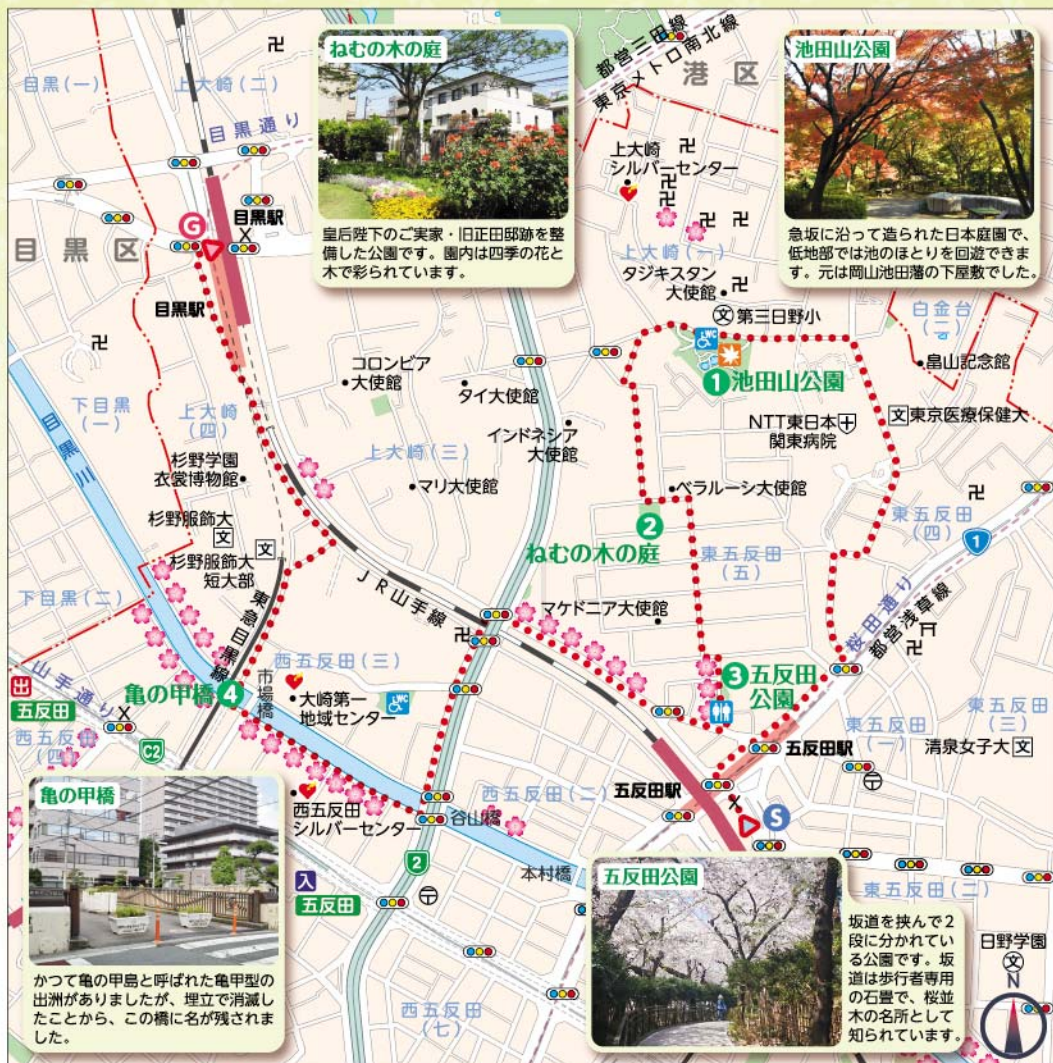 ねむの木の庭
皇后陛下のご実家・旧正田邸跡を整
備した公園です。園内は四季の花と
木で彩られています。
池田山公園
急坂に沿って造られた日本庭園で、
低地部では池のほとりを回遊できま
す。元は岡山池田藩の下屋敷でした。
都営三田線
東京メトロ南北線
港区
目黒(一)
上大崎(二)
目黒通り
上大崎
シルバーセンター
G
目黒駅
目黒区
目黒駅
上大崎(一)
タジキスタン
大使館
文
第三日野小
白金台
(二)
WC
畠山記念館
コロンビア
大使館
タイ大使館
1 池田山公園
下目黒
(一)
目黒川
上大崎
(四)
NTT東日本
関東病院
文
東京医療保健大
インドネシア
大使館
上大崎(三)
杉野学園
衣裳博物館
マリ大使館
ベラルーシ大使館
杉野服飾大
文
文
杉野服飾大
短大部
2
ねむの木の庭
東五反田
(四)
1
東五反田
(五)
JR山手線
下目黒(二)
東急目黒線
マケドニア大使館
桜田通り
都営浅草線
西五反田(三)
山手通り
亀の甲橋 4
市場橋
大崎第一
地域センター
WC
3 五反田
公園
出
五反田
西五反田
(四)
C2
東五反田
(一)
東五反田
(三)
清泉女子大
文
五反田駅
五反田駅
西五反田(二)
西五反田
シルバーセンター
谷山橋
S
本村橋
2
入
五反田
東五反田(二)
亀の甲橋
かつて亀の甲島と呼ばれた亀甲型の
出洲がありましたが、埋立で消滅し
たことから、この橋に名が残されま
した。
西五反田
(七)
五反田公園
坂道を挟んで2
段に分かれてい
る公園です。坂
道は歩行者専用
の石畳で、桜並
木の名所として
知られています。
日野学園
文
N